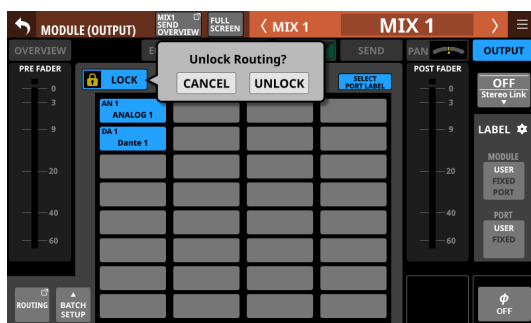 MODULE (OUTPUT)
MIX1
SEND
OVERVIEW
FULL
SCREEN
MIX 1
MIX 1
OVERVIEW
SEND
PAN
OUTPUT
Unlock Routing?
CANCEL
UNLOCK
PRE FADER
0
3
9
20
40
60
LOCK
SELECT
PORT LABEL
AN 1
ANALOG 1
DA 1
Dante 1
POST FADER
0
3
9
20
40
60
OFF
Stereo Link
LABEL
MODULE
USER
FIXED
PORT
PORT
USER
FIXED
ROUTING
BATCH
SETUP
φ
OFF